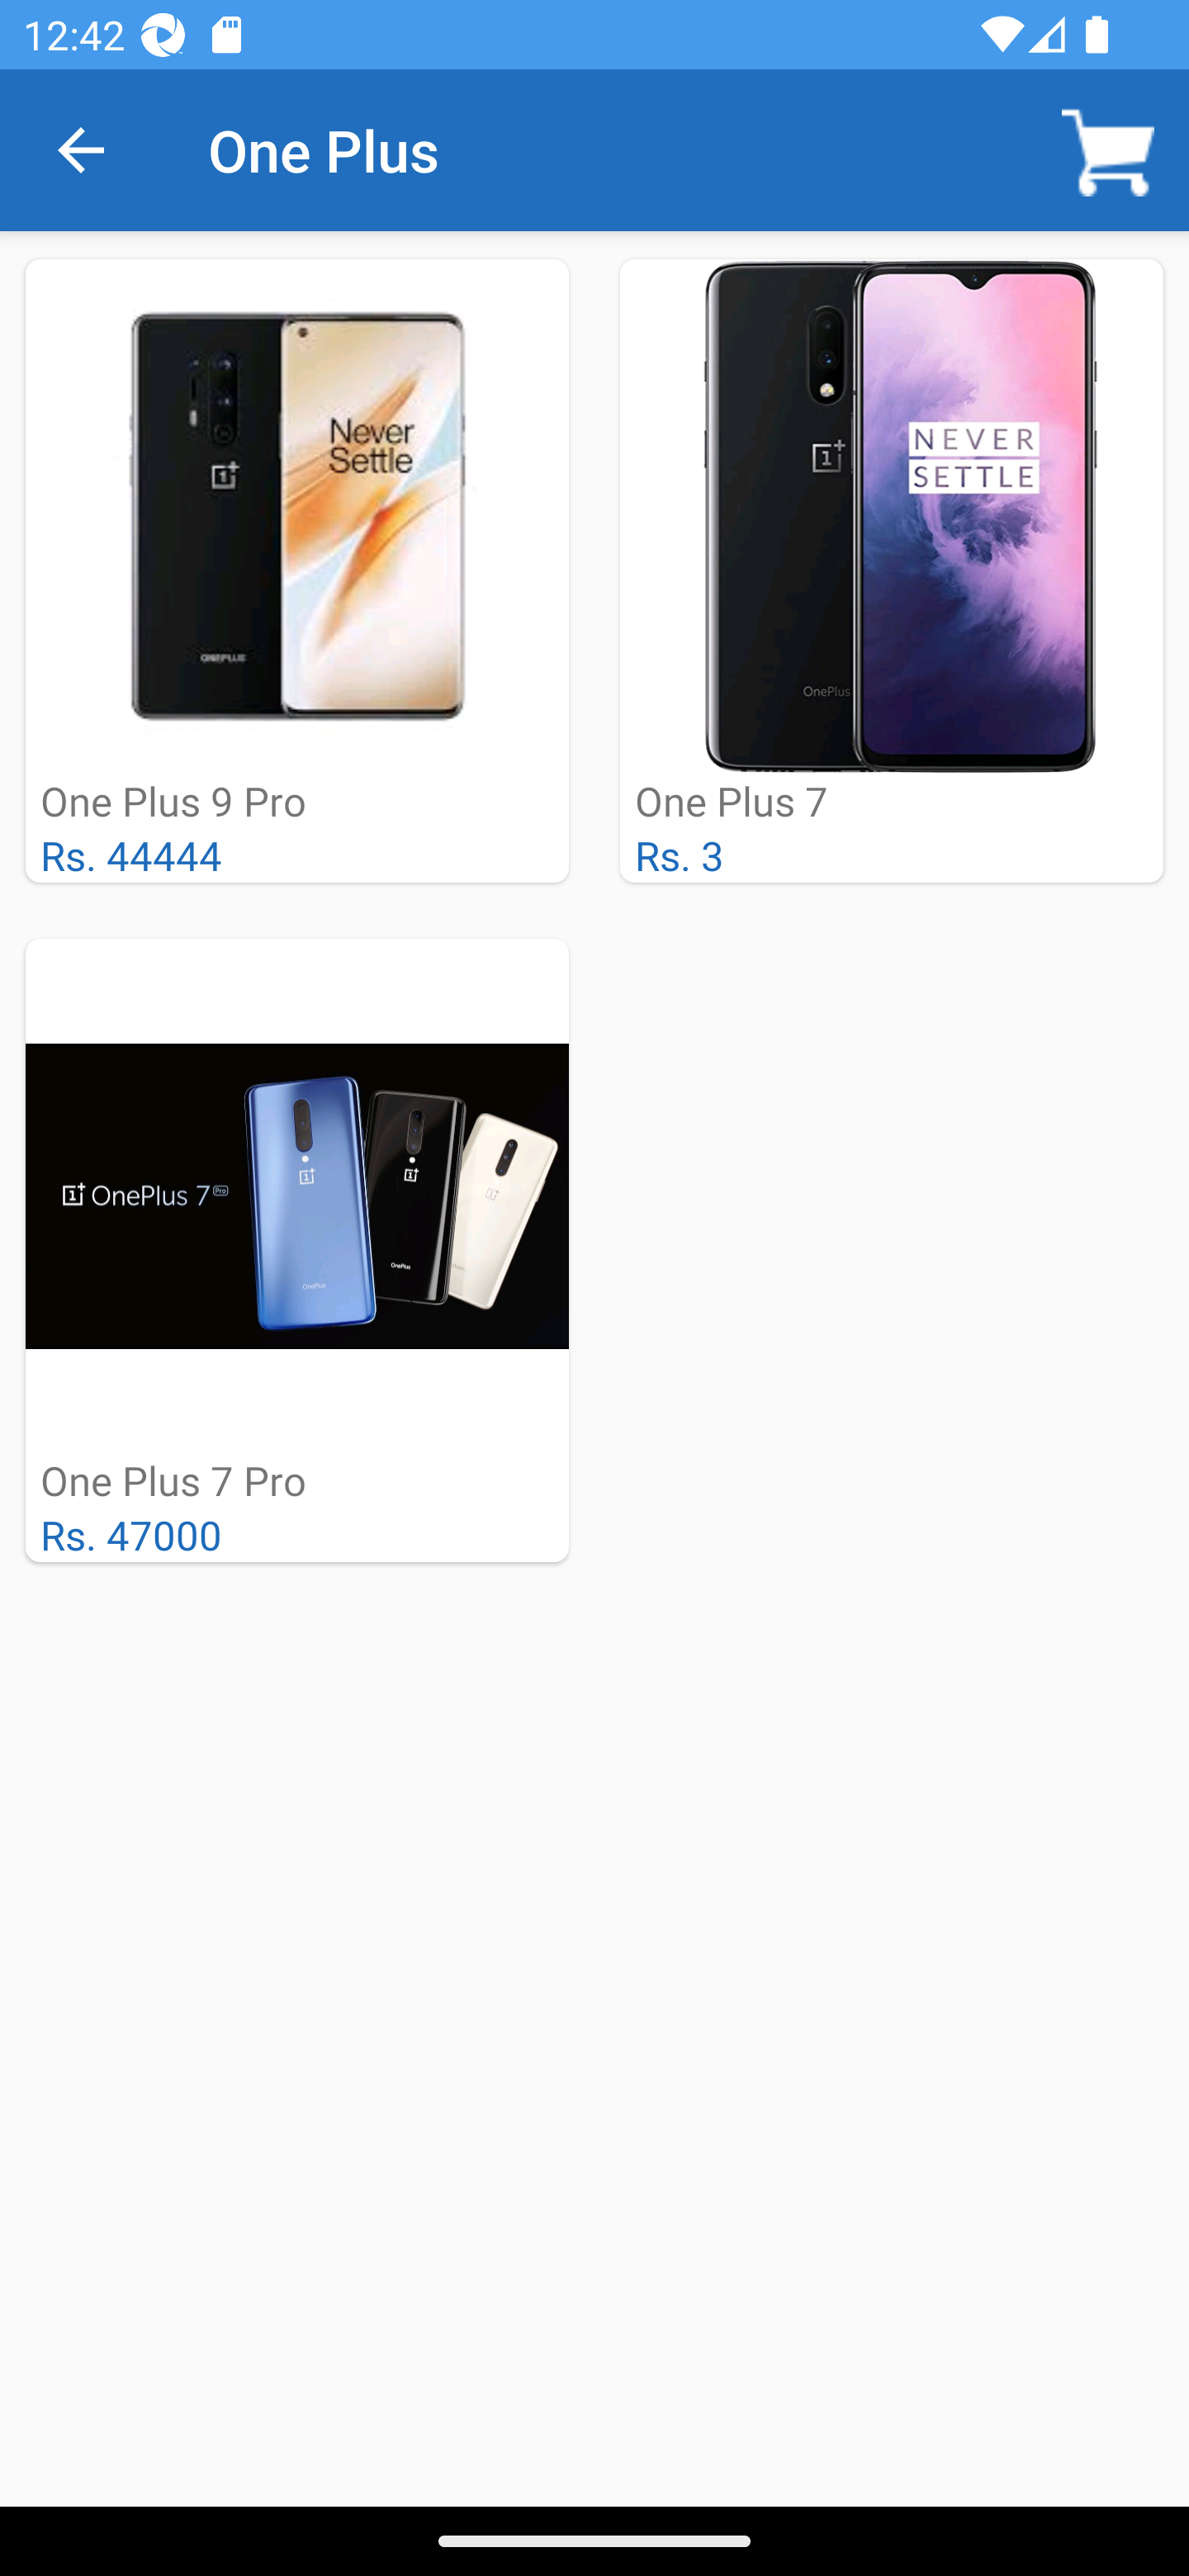 12:42
One Plus
Never
Settle
ONEPLUS
One Plus 9 Pro
Rs. 44444
NEVER
SETTLE
OnePlus
One Plus 7
Rs. 3
OnePlus 7 Pro
OnePlus
OnePlus
One Plus 7 Pro
Rs. 47000